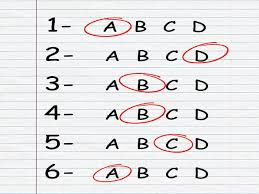 1- A B C D
2- A B C D
3- A B C D
4- A B C D
5- A B C D
6- A B C D